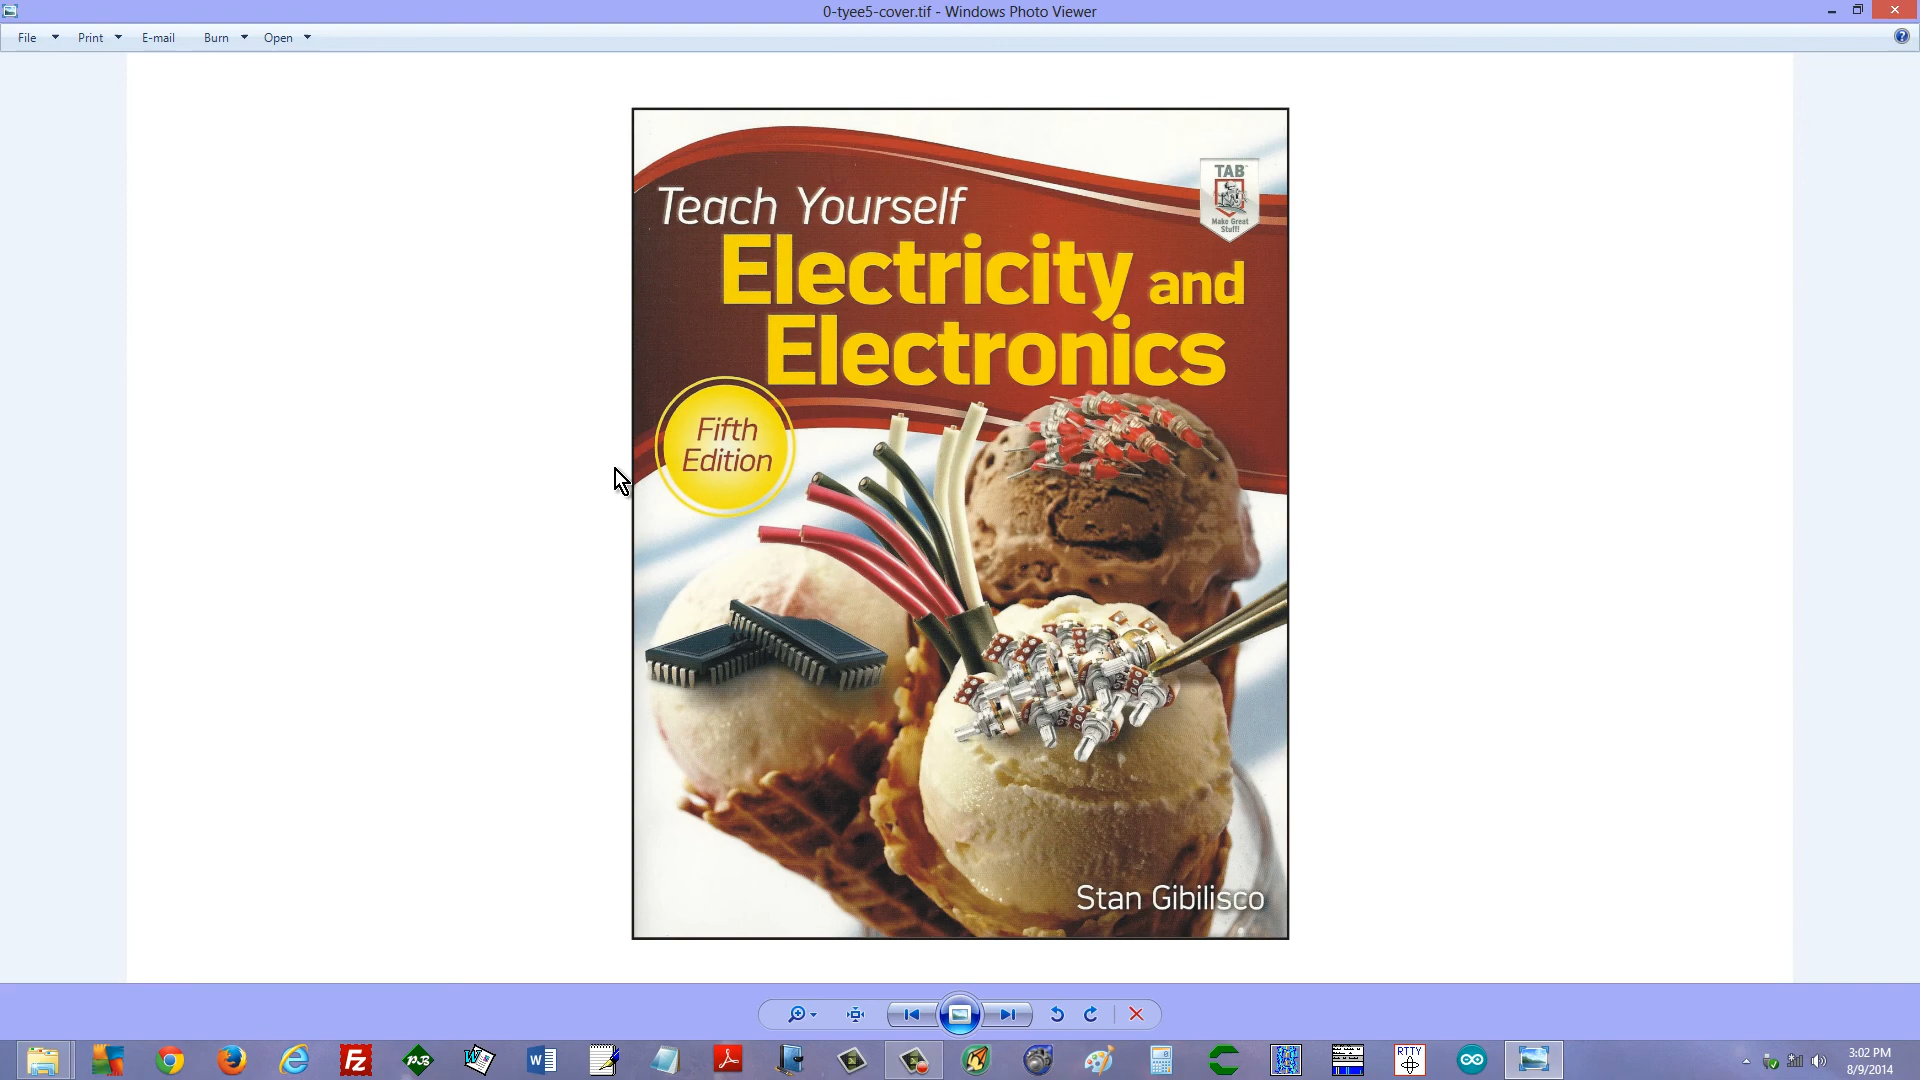 0-tyee5-cover.tif - Windows Photo Viewer
File Print E-mail Burn Open
TAB
Make Great
Stuff!
Teach Yourself
Electricity and
Electronics
Fifth
Edition
Stan Gibilisco
RTTY
3:02 PM
8/9/2014